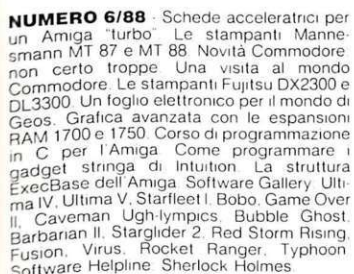 NUMERO 6/88 - Schede acceleratrici per
un Amiga "turbo" Le stampanti Manne-
smann MT 87 e MT 88. Novità Commodore
non certo troppe. Una visita al mondo
Commodore. Le stampanti Fujitsu DX2300 e
DL3300. Un foglio elettronico per il mondo di
Geos. Grafica avanzata con le espansioni
RAM 1700 e 1750. Corso di programmazione
in C per l'Amiga. Come programmare i
gadget stringa di Intuition. La struttura
ExecBase dell'Amiga. Software Gallery Ulti-
ma IV, Ultima V, Starfleet I, Bobo, Game Over
II, Caveman Ugh-lympics, Bubble Ghost,
Barbarian II, Starglider 2, Red Storm Rising,
Fusion, Virus, Rocket Ranger, Typhoon.
Software Helpline. Sherlock Holmes.